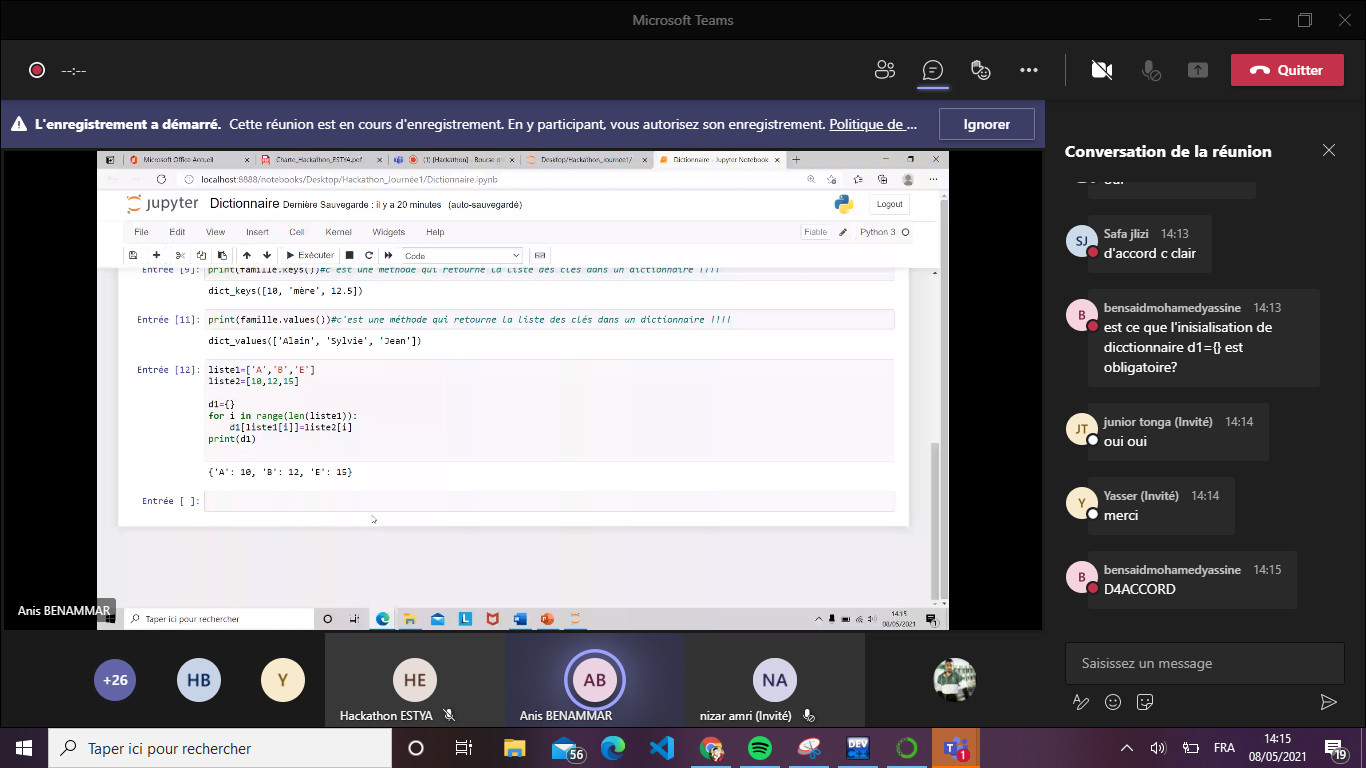 Microsoft Teams
--:--
Quitter
L'enregistrement a démarré. Cette réunion est en cours d'enregistrement. En y participant, vous autorisez son enregistrement. Politique de ...
Ignorer
Microsoft Office Accueil
Charte_Hackathon_ESTYA.pdf
(1) [Hackathon] - Bourse
Desktop/Hackathon_Journée1/
Dictionnaire - Jupyter Notebook
localhost:8888/notebooks/Desktop/Hackathon_Journée1/Dictionnaire.ipynb
jupyter Dictionnaire Dernière Sauvegarde : il y a 20 minutes (auto-sauvegardé)
Logout
File Edit View Insert Cell Kernel Widgets Help
Fiable
Python 3
Exécuter
Code
Entrée [9]: print(famille.keys())#c'est une méthode qui retourne la liste des clés dans un dictionnaire !!!!
dict_keys([10, 'mère', 12.5])
Entrée [11]: print(famille.values())#c'est une méthode qui retourne la liste des clés dans un dictionnaire !!!!
dict_values(['Alain', 'Sylvie', 'Jean'])
Entrée [12]: liste1=['A','B','E']
liste2=[10,12,15]
d1={}
for i in range(len(liste1)):
d1[liste1[i]]=liste2[i]
print(d1)
{'A': 10, 'B': 12, 'E': 15}
Entrée [ ]:
Anis BENAMMAR
Taper ici pour rechercher
14:15
08/05/2021
Conversation de la réunion
SJ
Safa jlizi 14:13
d'accord c clair
B
bensaidmohamedyassine 14:13
est ce que l'inisialisation de
dicctionnaire d1={} est
obligatoire?
JT
junior tonga (Invité) 14:14
oui oui
Y
Yasser (Invité) 14:14
merci
B
bensaidmohamedyassine 14:15
D4ACCORD
Saisissez un message
+26
HB
Y
HE
Hackathon ESTYA
AB
Anis BENAMMAR
NA
nizar amri (Invité)
Taper ici pour rechercher
56
DEV
1
FRA
14:15
08/05/2021
19